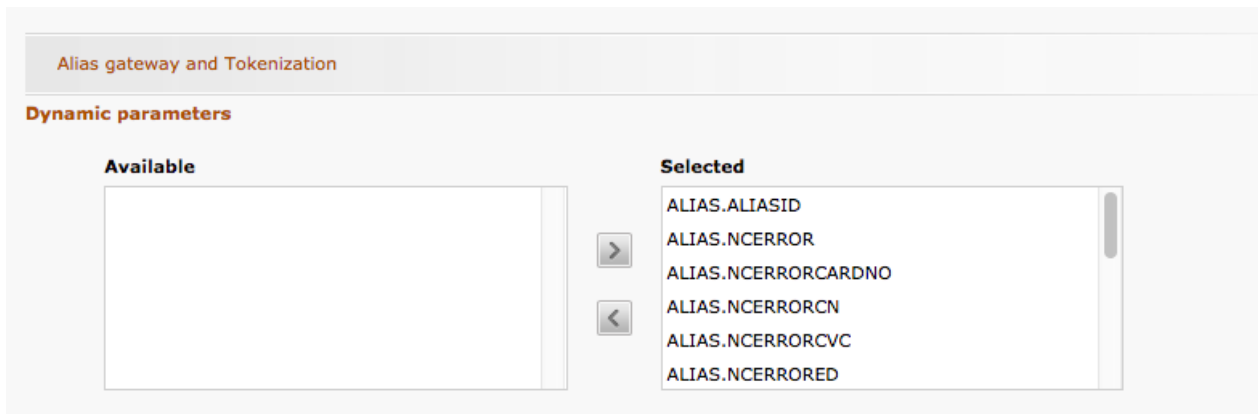 Alias gateway and Tokenization
Dynamic parameters
Available
Selected
ALIAS.ALIASID
ALIAS.NCERROR
ALIAS.NCERRORCARDNO
ALIAS.NCERRORCN
ALIAS.NCERRORCVC
ALIAS.NCERRORED